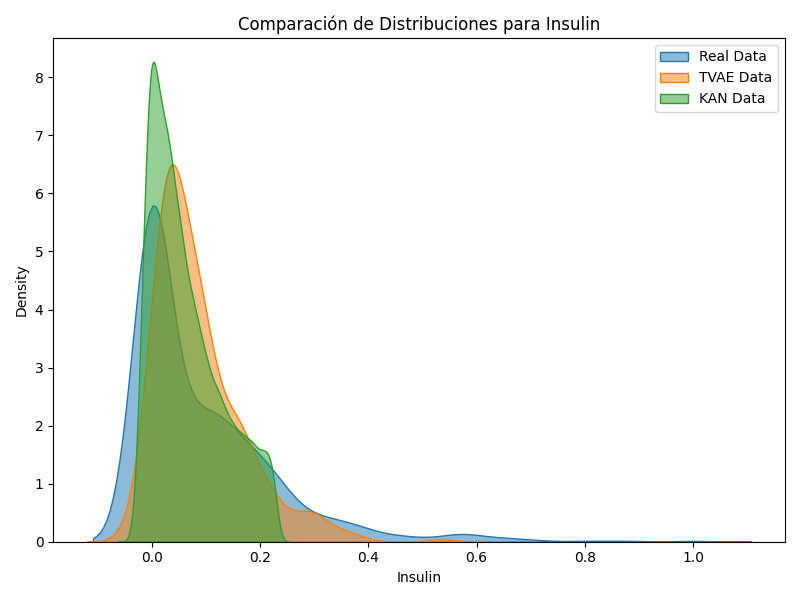 Comparación de Distribuciones para Insulin
Real Data
TVAE Data
KAN Data
8
7
6
5
4
3
2
1
0
Density
0.0 0.2 0.4 0.6 0.8 1.0
Insulin